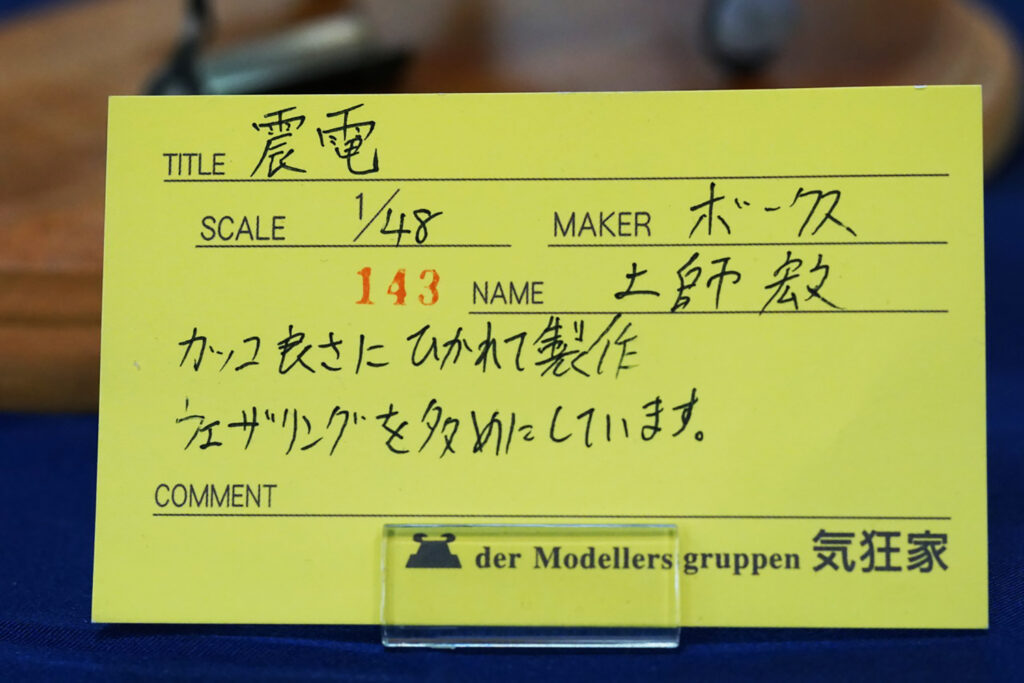 TITLE 震電
SCALE 1/48 MAKER ボークス
143 NAME 土師 宏文
カッコ良さにひかれて製作
ウェザリングを多めにしています。
COMMENT
der Modellers gruppen 気狂家